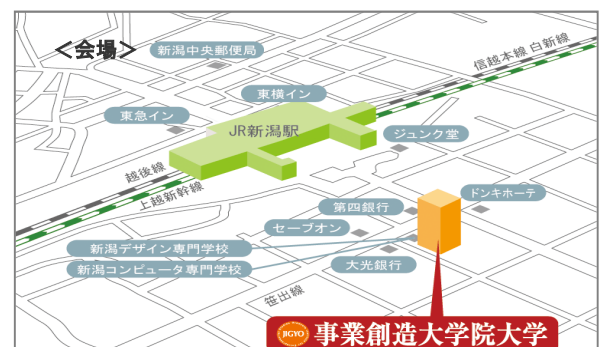 ＜会場＞
新潟中央郵便局
信越本線 白新線
東横イン
東急イン
JR新潟駅
ジュンク堂
越後線
上越新幹線
ドンキホーテ
第四銀行
セーブオン
新潟デザイン専門学校
大光銀行
新潟コンピュータ専門学校
笹出線
JIGYO 事業創造大学院大学